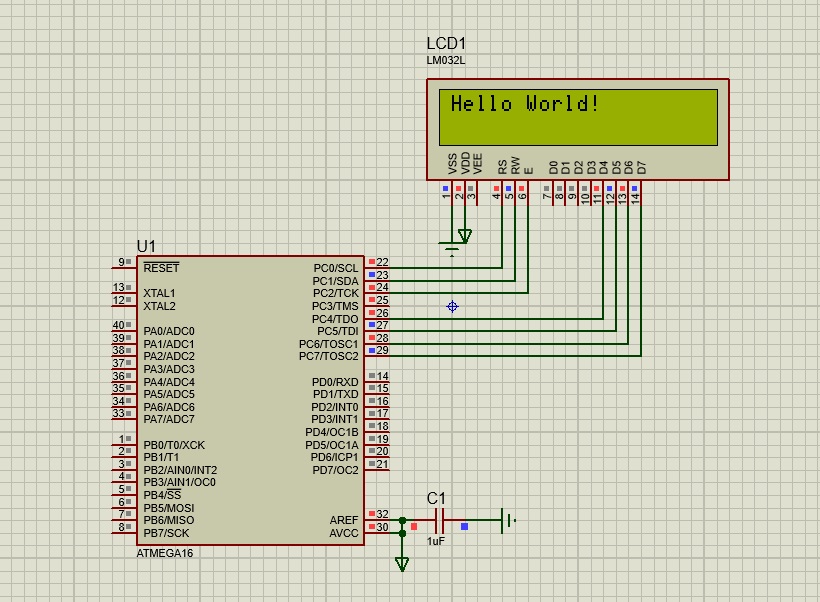 LCD1
LM032L
Hello World!
VSS VDD VEE RS RW E D0 D1 D2 D3 D4 D5 D6 D7
1 2 3 4 5 6 7 8 9 10 11 12 13 14
U1
9 RESET PC0/SCL 22
PC1/SDA 23
13 XTAL1 PC2/TCK 24
12 XTAL2 PC3/TMS 25
PC4/TDO 26
40 PA0/ADC0 PC5/TDI 27
39 PA1/ADC1 PC6/TOSC1 28
38 PA2/ADC2 PC7/TOSC2 29
37 PA3/ADC3
36 PA4/ADC4 PD0/RXD 14
35 PA5/ADC5 PD1/TXD 15
34 PA6/ADC6 PD2/INT0 16
33 PA7/ADC7 PD3/INT1 17
PD4/OC1B 18
1 PB0/T0/XCK PD5/OC1A 19
2 PB1/T1 PD6/ICP1 20
3 PB2/AIN0/INT2 PD7/OC2 21
4 PB3/AIN1/OC0
5 PB4/SS
6 PB5/MOSI
7 PB6/MISO AREF 32
8 PB7/SCK AVCC 30
ATMEGA16
C1
1uF